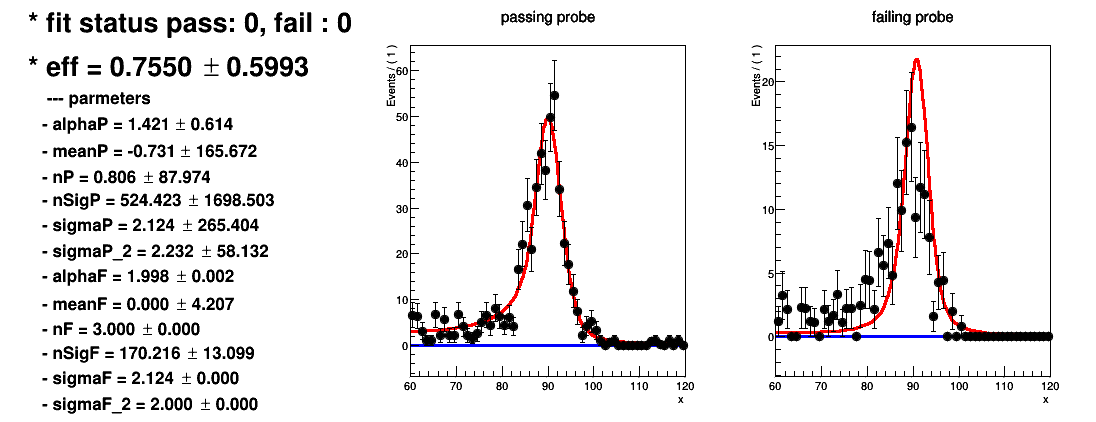 * fit status pass: 0, fail : 0
* eff = 0.7550 ± 0.5993
--- parmeters
- alphaP = 1.421 ± 0.614
- meanP = -0.731 ± 165.672
- nP = 0.806 ± 87.974
- nSigP = 524.423 ± 1698.503
- sigmaP = 2.124 ± 265.404
- sigmaP_2 = 2.232 ± 58.132
- alphaF = 1.998 ± 0.002
- meanF = 0.000 ± 4.207
- nF = 3.000 ± 0.000
- nSigF = 170.216 ± 13.099
- sigmaF = 2.124 ± 0.000
- sigmaF_2 = 2.000 ± 0.000
passing probe
Events / ( 1 )
60
50
40
30
20
10
0
60 70 80 90 100 110 120
x
failing probe
Events / ( 1 )
20
15
10
5
0
60 70 80 90 100 110 120
x